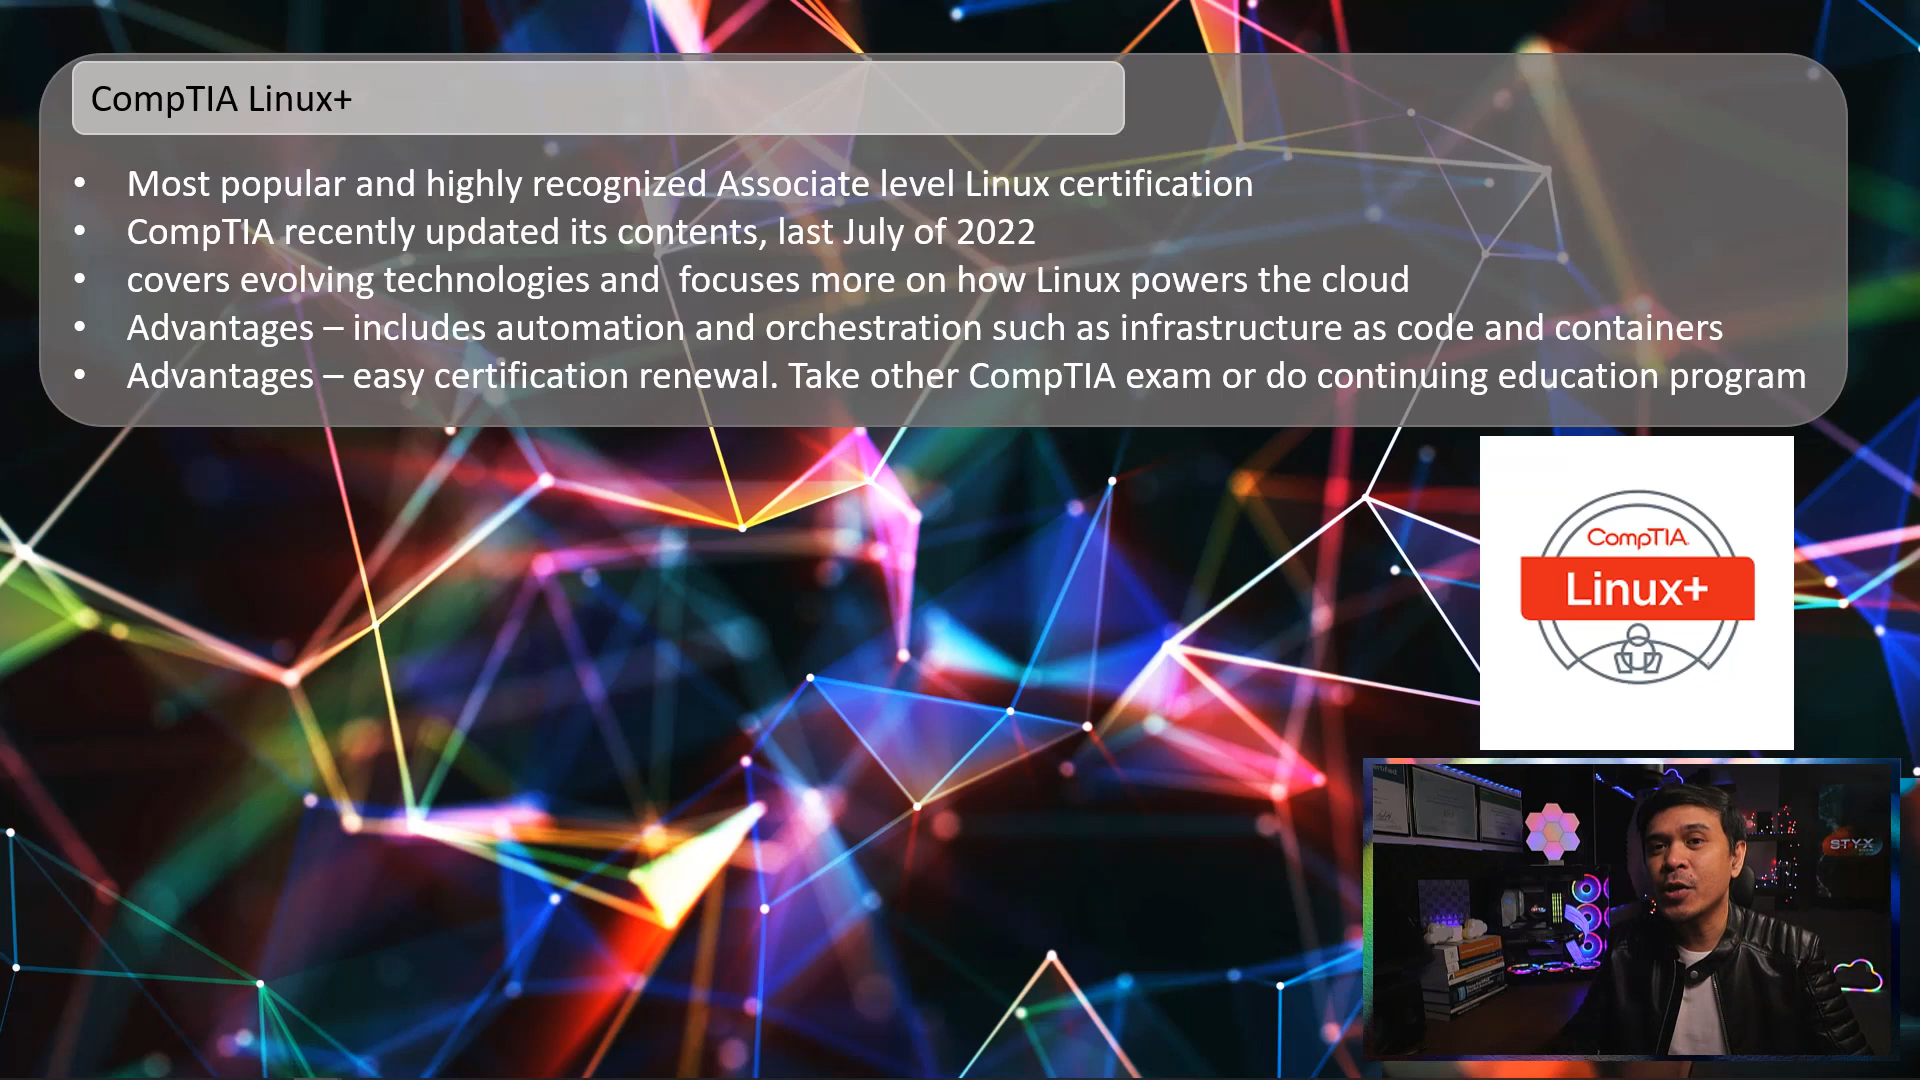 CompTIA Linux+
• Most popular and highly recognized Associate level Linux certification
• CompTIA recently updated its contents, last July of 2022
• covers evolving technologies and  focuses more on how Linux powers the cloud
• Advantages – includes automation and orchestration such as infrastructure as code and containers
• Advantages – easy certification renewal. Take other CompTIA exam or do continuing education program
CompTIA.
Linux+
STYX